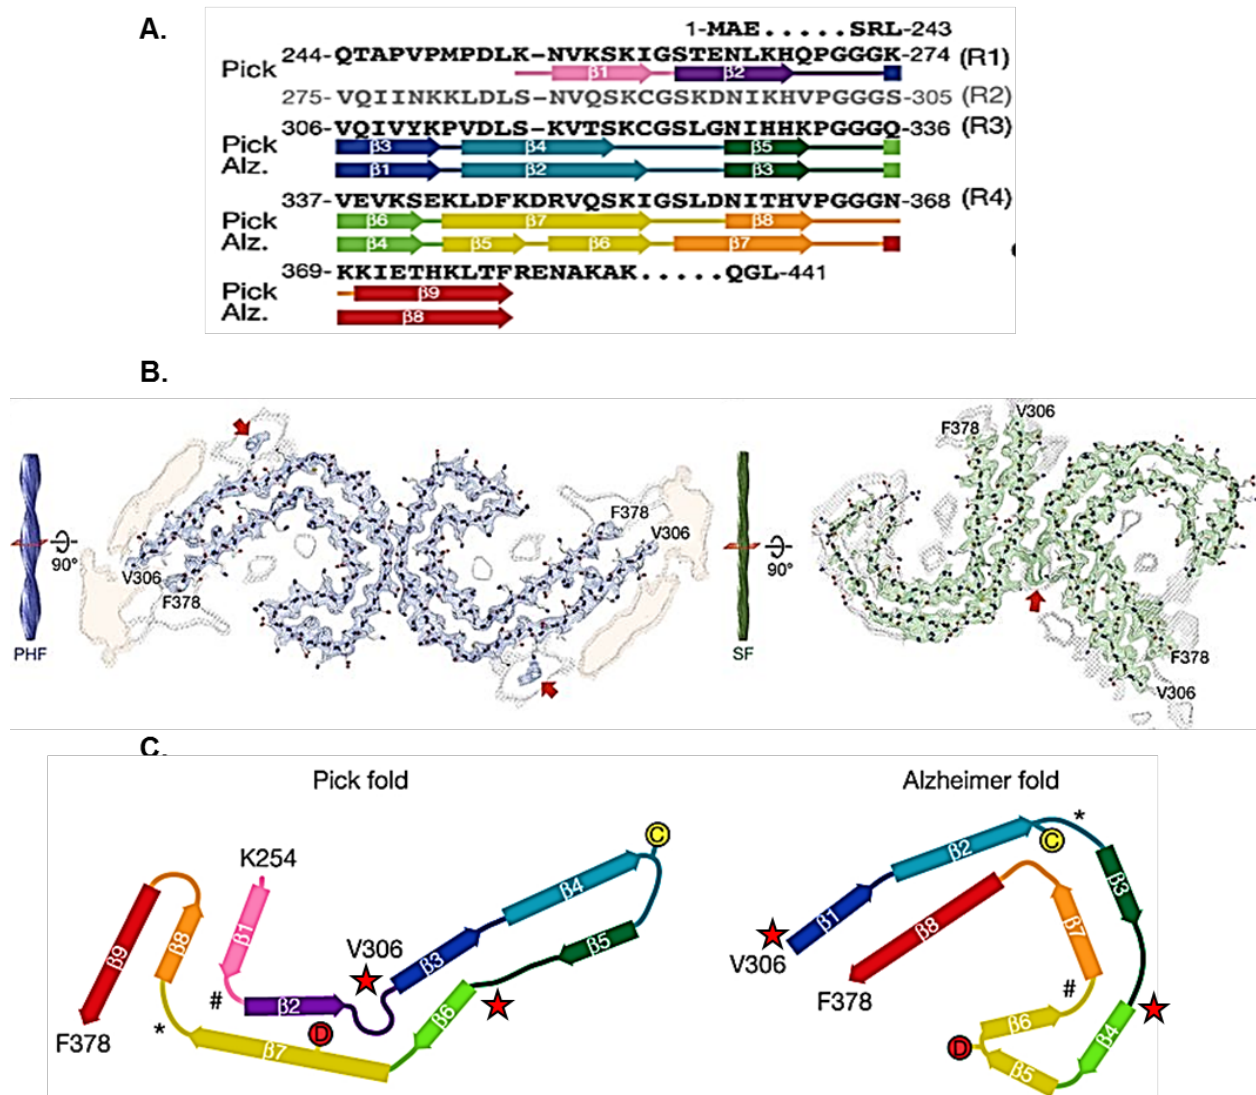 A.
1-MAE.....SRL-243
244-QTAPVPMPDLK-NVKSKIGSTENLKHQPGGGK-274 (R1)
Pick β1 β2
275-VQIINKKLDLS-NVQSKCGSKDNIKHVPGGGS-305 (R2)
306-VQIVYKPVDLS-KVTSKCGSLGNIHHKPGGGQ-336 (R3)
Pick β3 β4 β5
Alz. β1 β2 β3
337-VEVKSEKLDFKDRVQSKIGSLDNITHVPGGGN-368 (R4)
Pick β6 β7 β8
Alz. β4 β5 β6 β7
369-KKIETHKLTFRENAKAK.....QGL-441
Pick β9
Alz. β8
B.
PHF
90°
V306
F378
F378
V306
SF
90°
F378
V306
F378
V306
C.
Pick fold
K254
β9
β8
β1
#
β2
V306
β3
β4
C
β5
β6
D
β7
*
F378
Alzheimer fold
β2
*
C
β1
V306
β8
F378
β7
β3
#
β6
D
β5
β4